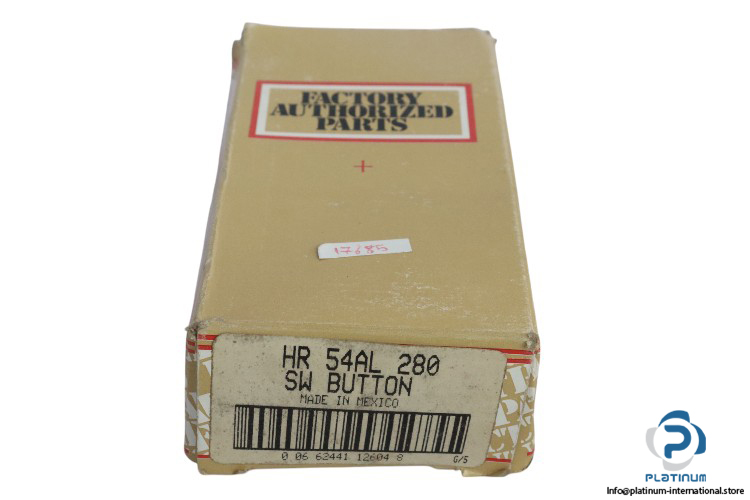 FACTORY
AUTHORIZED
PARTS
17685
HR 54AL 280
SW BUTTON
MADE IN MEXICO
0 06 62441 12604 8
G/5
PLATINUM
Info@platinum-international.store